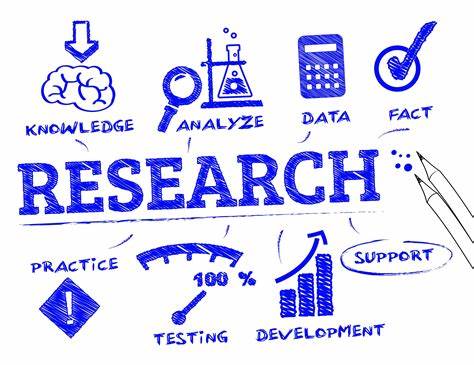 KNOWLEDGE
ANALYZE
DATA
FACT
RESEARCH
PRACTICE
100 %
SUPPORT
TESTING
DEVELOPMENT